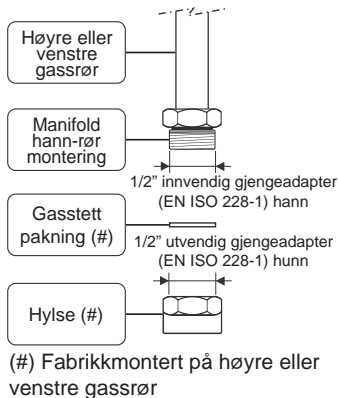 Høyre eller
venstre
gassrør
Manifold
hann-rør
montering
1/2” innvendig gjengeadapter
(EN ISO 228-1) hann
Gasstett
pakning (#)
1/2” utvendig gjengeadapter
(EN ISO 228-1) hunn
Hylse (#)
(#) Fabrikkmontert på høyre eller
venstre gassrør